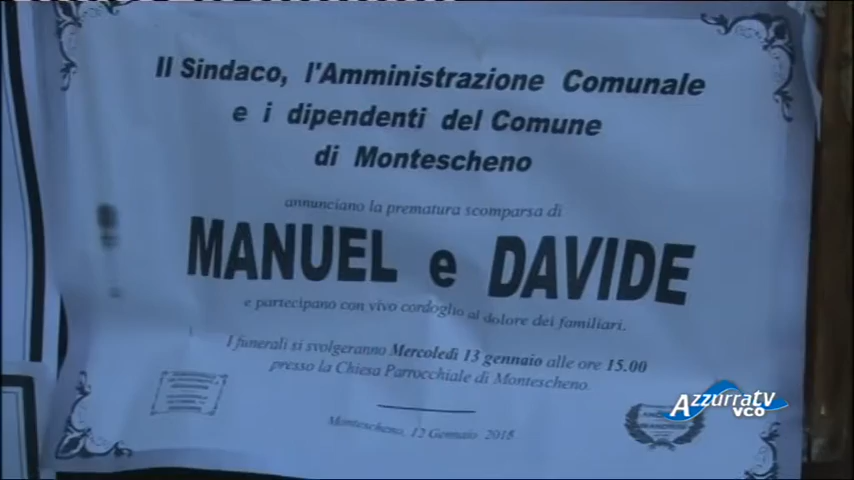 Il Sindaco, l'Amministrazione Comunale
e i dipendenti del Comune
di Montescheno
annunciano la prematura scomparsa di
MANUEL e DAVIDE
e partecipano con vivo cordoglio al dolore dei familiari.
I funerali si svolgeranno Mercoledì 13 gennaio alle ore 15.00
presso la Chiesa Parrocchiale di Montescheno.
Montescheno, 12 Gennaio
AzzurraTV
VCO